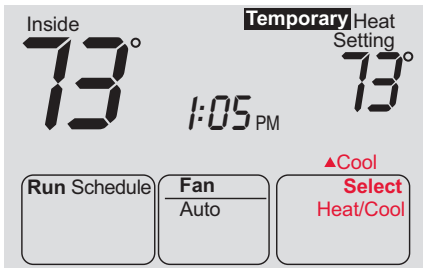 Inside
Temporary Heat
Setting
73°
73°
1:05 PM
▲Cool
Run Schedule
Fan
Auto
Select
Heat/Cool